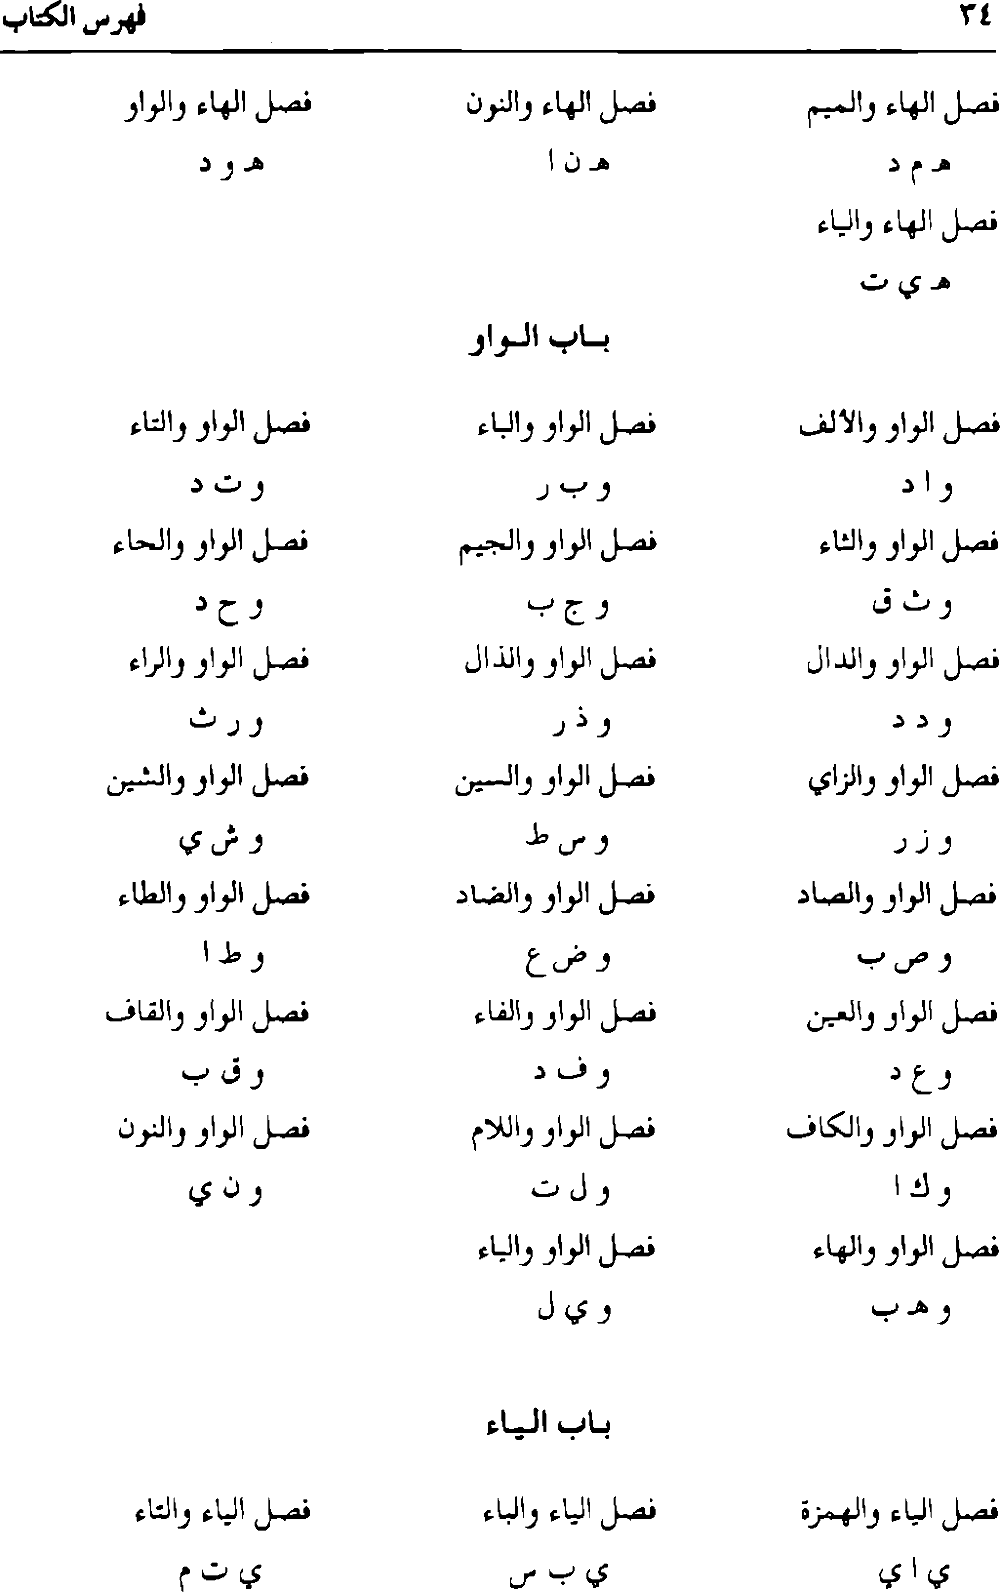 ٣٤ فهرس الكتاب
فصل الهاء والميم فصل الهاء والنون فصل الهاء والواو
هـ م د هـ ن ا هـ و د
فصل الهاء والياء
هـ ي ت
بـاب الـواو
فصل الواو والألف فصل الواو والباء فصل الواو والتاء
و ا د و ب ر و ت د
فصل الواو والثاء فصل الواو والجيم فصل الواو والحاء
و ث ق و ج ب و ح د
فصل الواو والدال فصل الواو والذال فصل الواو والراء
و د د و ذ ر و ر ث
فصل الواو والزاي فصل الواو والسين فصل الواو والشين
و ز ر و س ط و ش ي
فصل الواو والصاد فصل الواو والضاد فصل الواو والطاء
و ص ب و ض ع و ط ا
فصل الواو والعين فصل الواو والفاء فصل الواو والقاف
و ع د و ف د و ق ب
فصل الواو والكاف فصل الواو واللام فصل الواو والنون
و ك ا و ل ت و ن ي
فصل الواو والهاء فصل الواو والياء
و هـ ب و ي ل
بـاب اليـاء
فصل الياء والهمزة فصل الياء والباء فصل الياء والتاء
ي ا ي ي ب س ي ت م